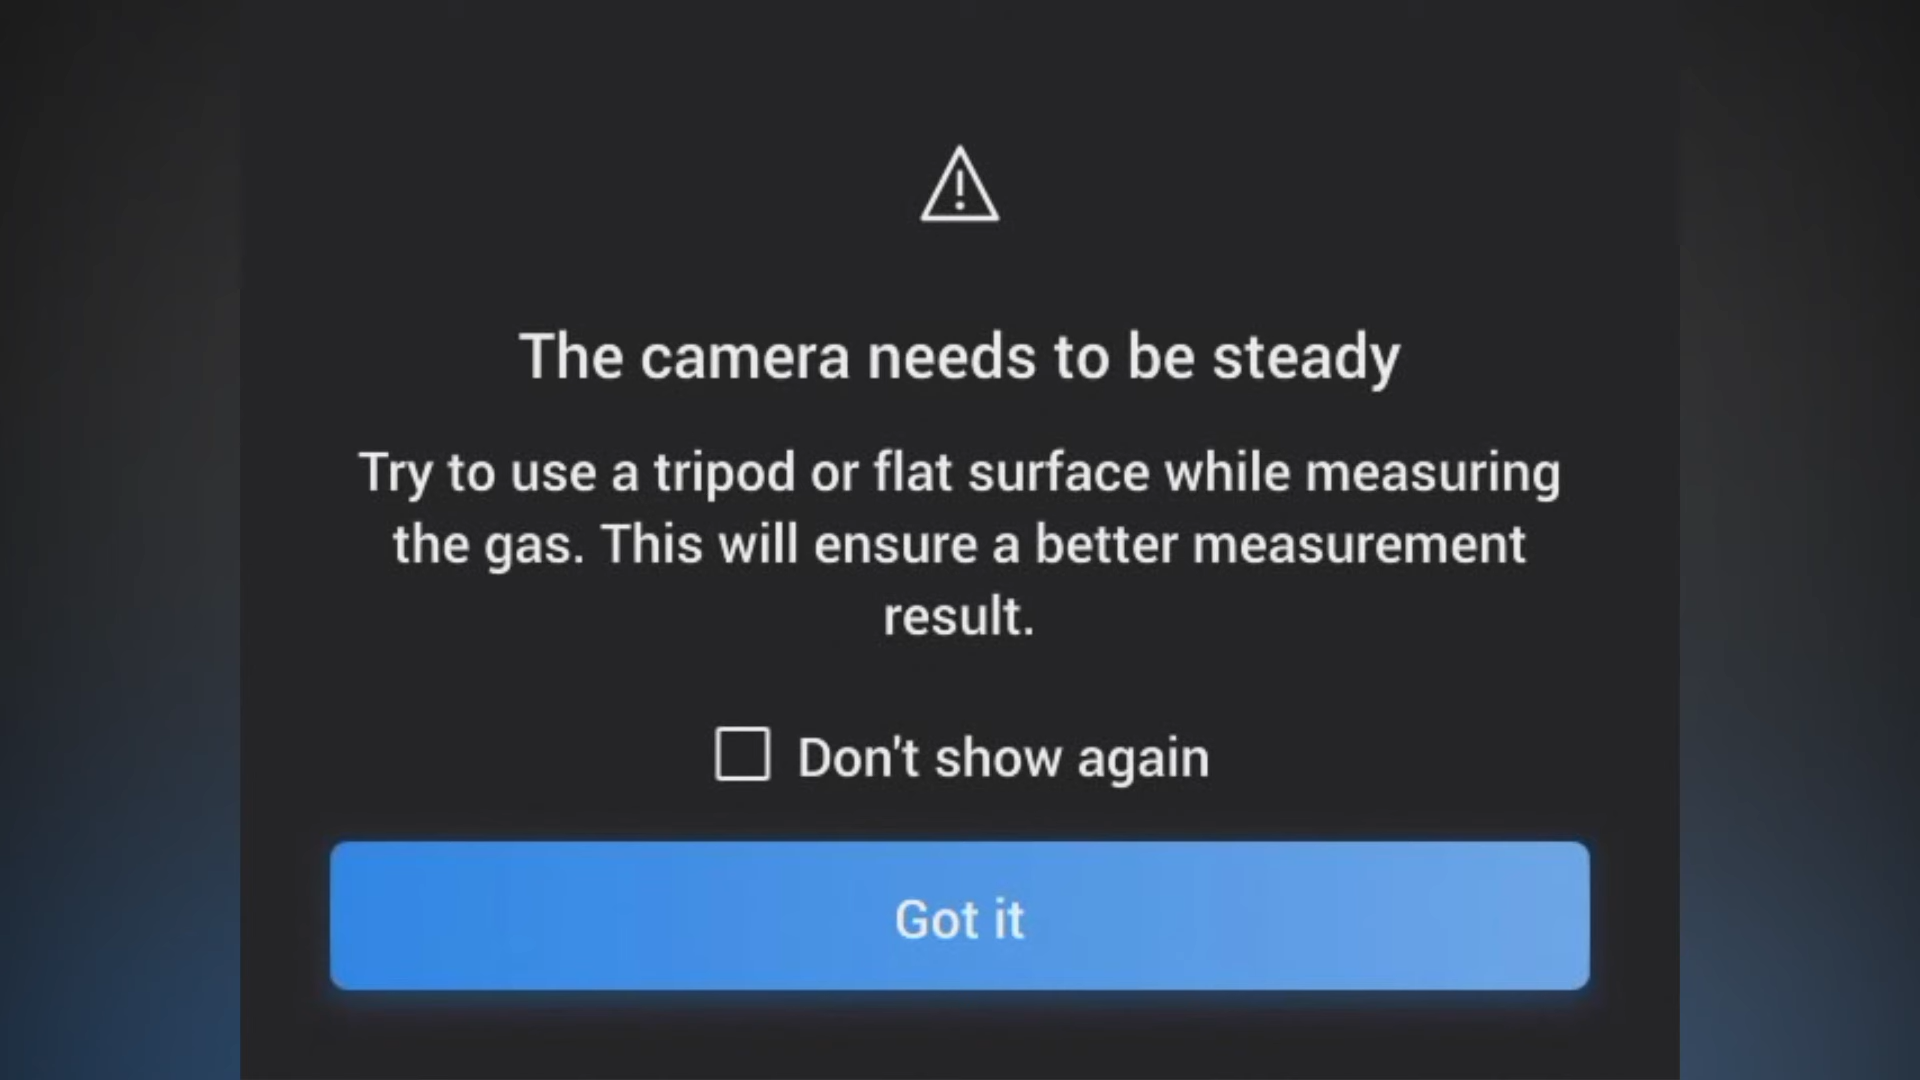 The camera needs to be steady
Try to use a tripod or flat surface while measuring
the gas. This will ensure a better measurement
result.
Don't show again
Got it